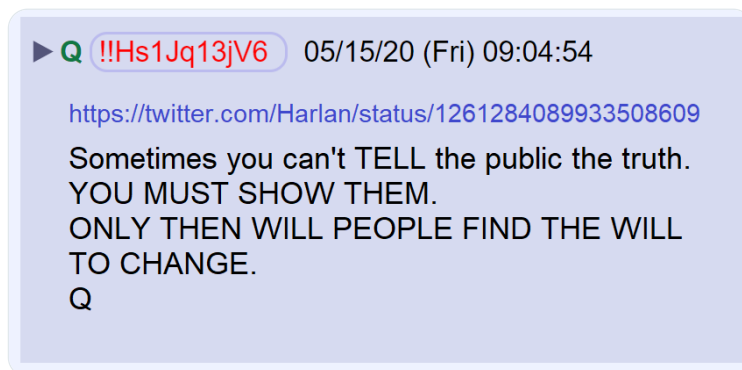 Q !!Hs1Jq13jV6 05/15/20 (Fri) 09:04:54
https://twitter.com/Harlan/status/1261284089933508609
Sometimes you can't TELL the public the truth.
YOU MUST SHOW THEM.
ONLY THEN WILL PEOPLE FIND THE WILL
TO CHANGE.
Q